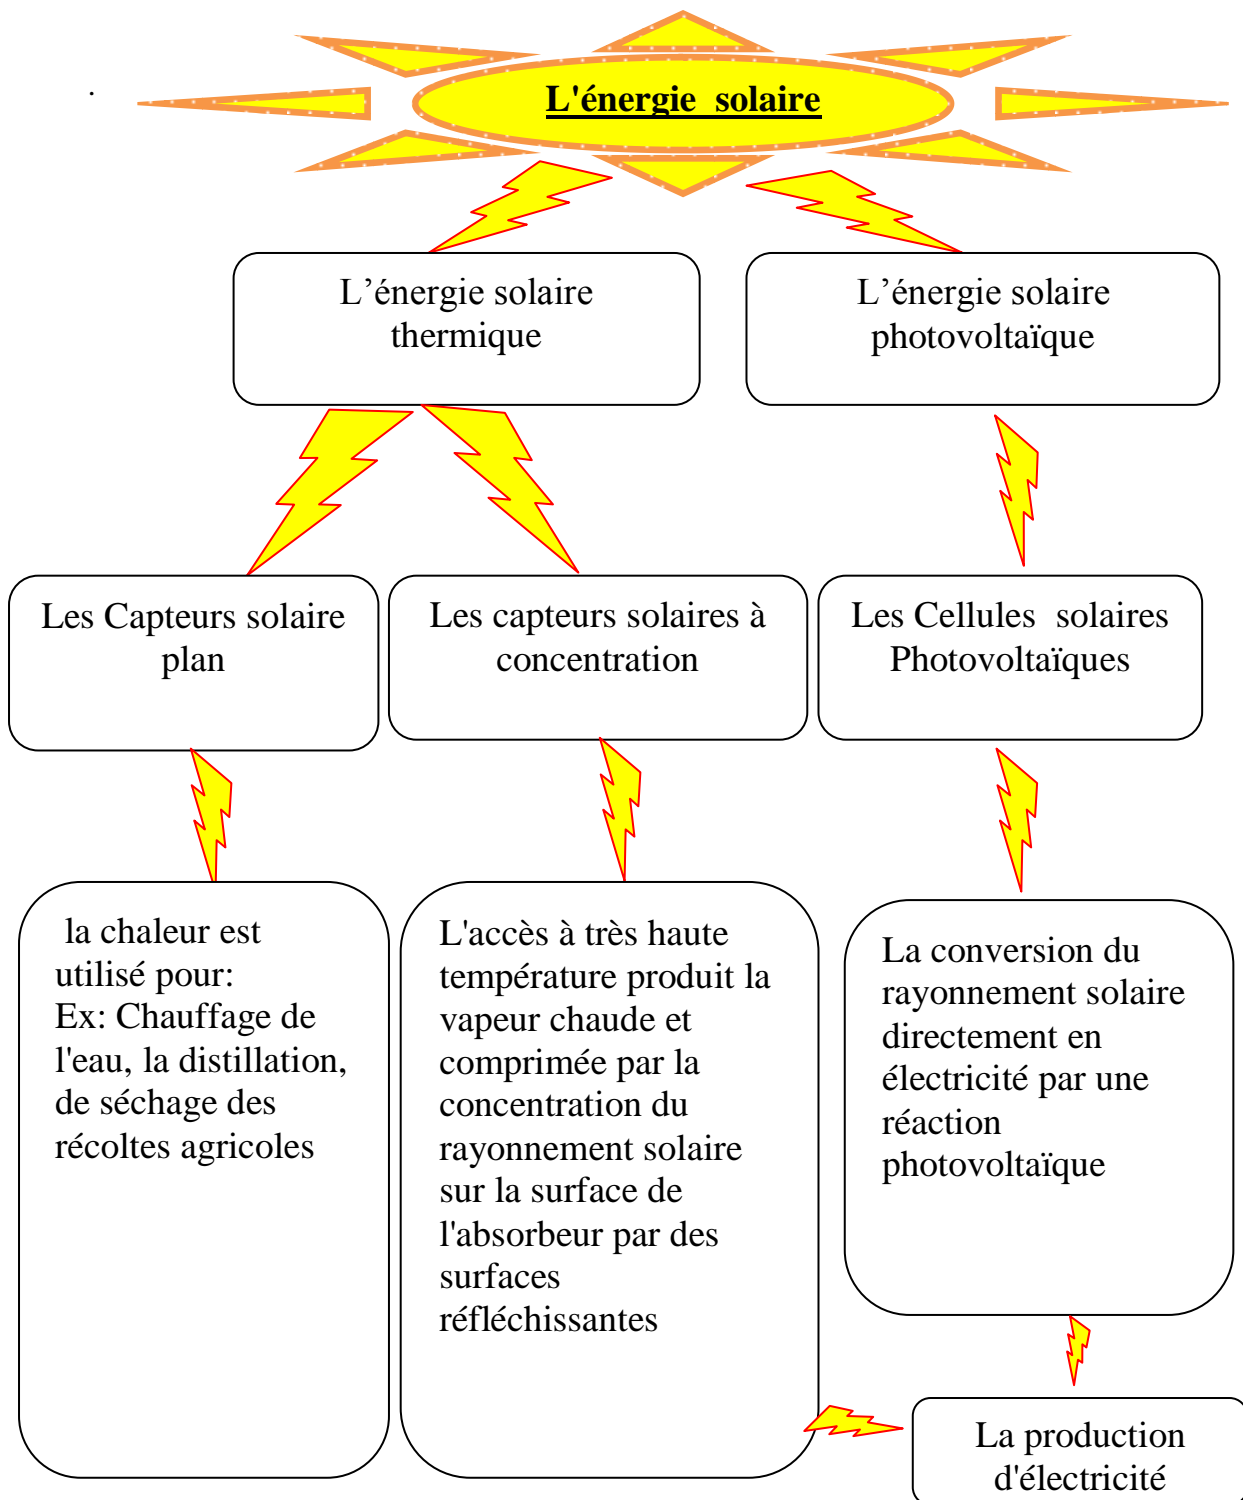 .
L'énergie  solaire
L’énergie solaire
thermique
L’énergie solaire
photovoltaïque
Les Capteurs solaire
plan
Les capteurs solaires à
concentration
Les Cellules  solaires
Photovoltaïques
la chaleur est
utilisé pour:
Ex: Chauffage de
l'eau, la distillation,
de séchage des
récoltes agricoles
L'accès à très haute
température produit la
vapeur chaude et
comprimée par la
concentration du
rayonnement solaire
sur la surface de
l'absorbeur par des
surfaces
réfléchissantes
La conversion du
rayonnement solaire
directement en
électricité par une
réaction
photovoltaïque
La production
d'électricité